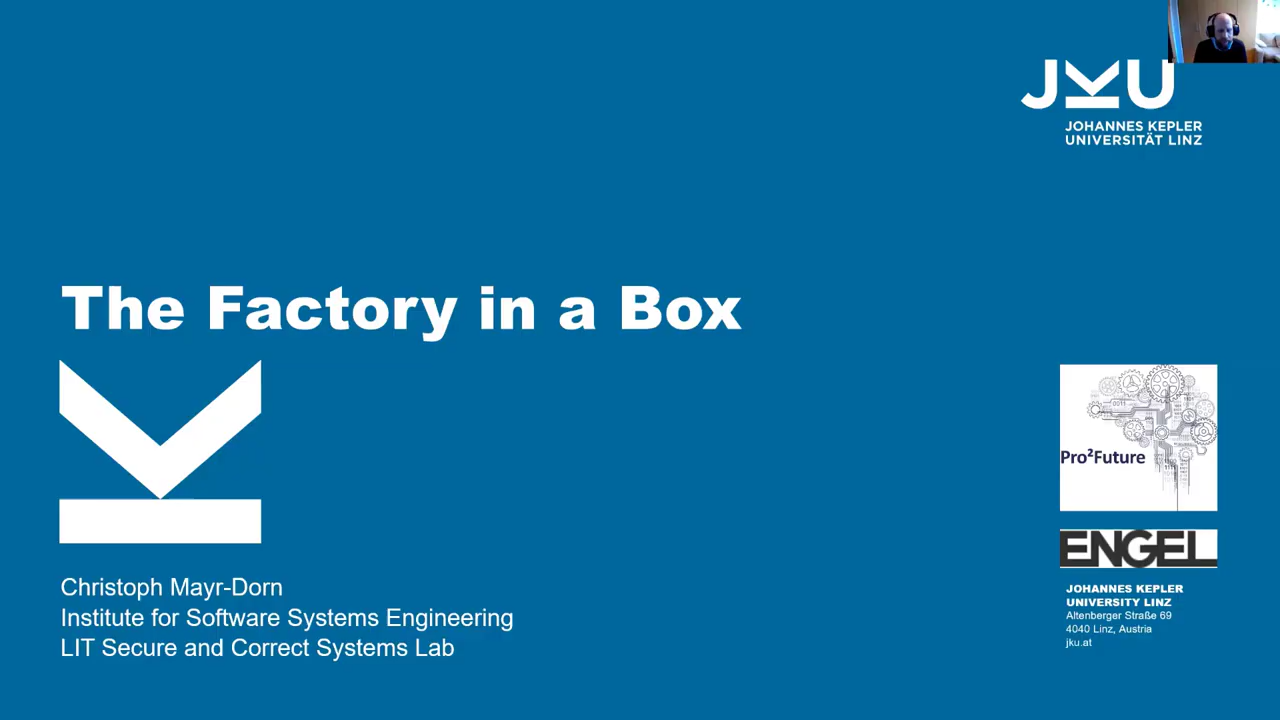 JKU
JOHANNES KEPLER
UNIVERSITÄT LINZ
The Factory in a Box
Pro²Future
ENGEL
Christoph Mayr-Dorn
Institute for Software Systems Engineering
LIT Secure and Correct Systems Lab
JOHANNES KEPLER
UNIVERSITY LINZ
Altenberger Straße 69
4040 Linz, Austria
jku.at